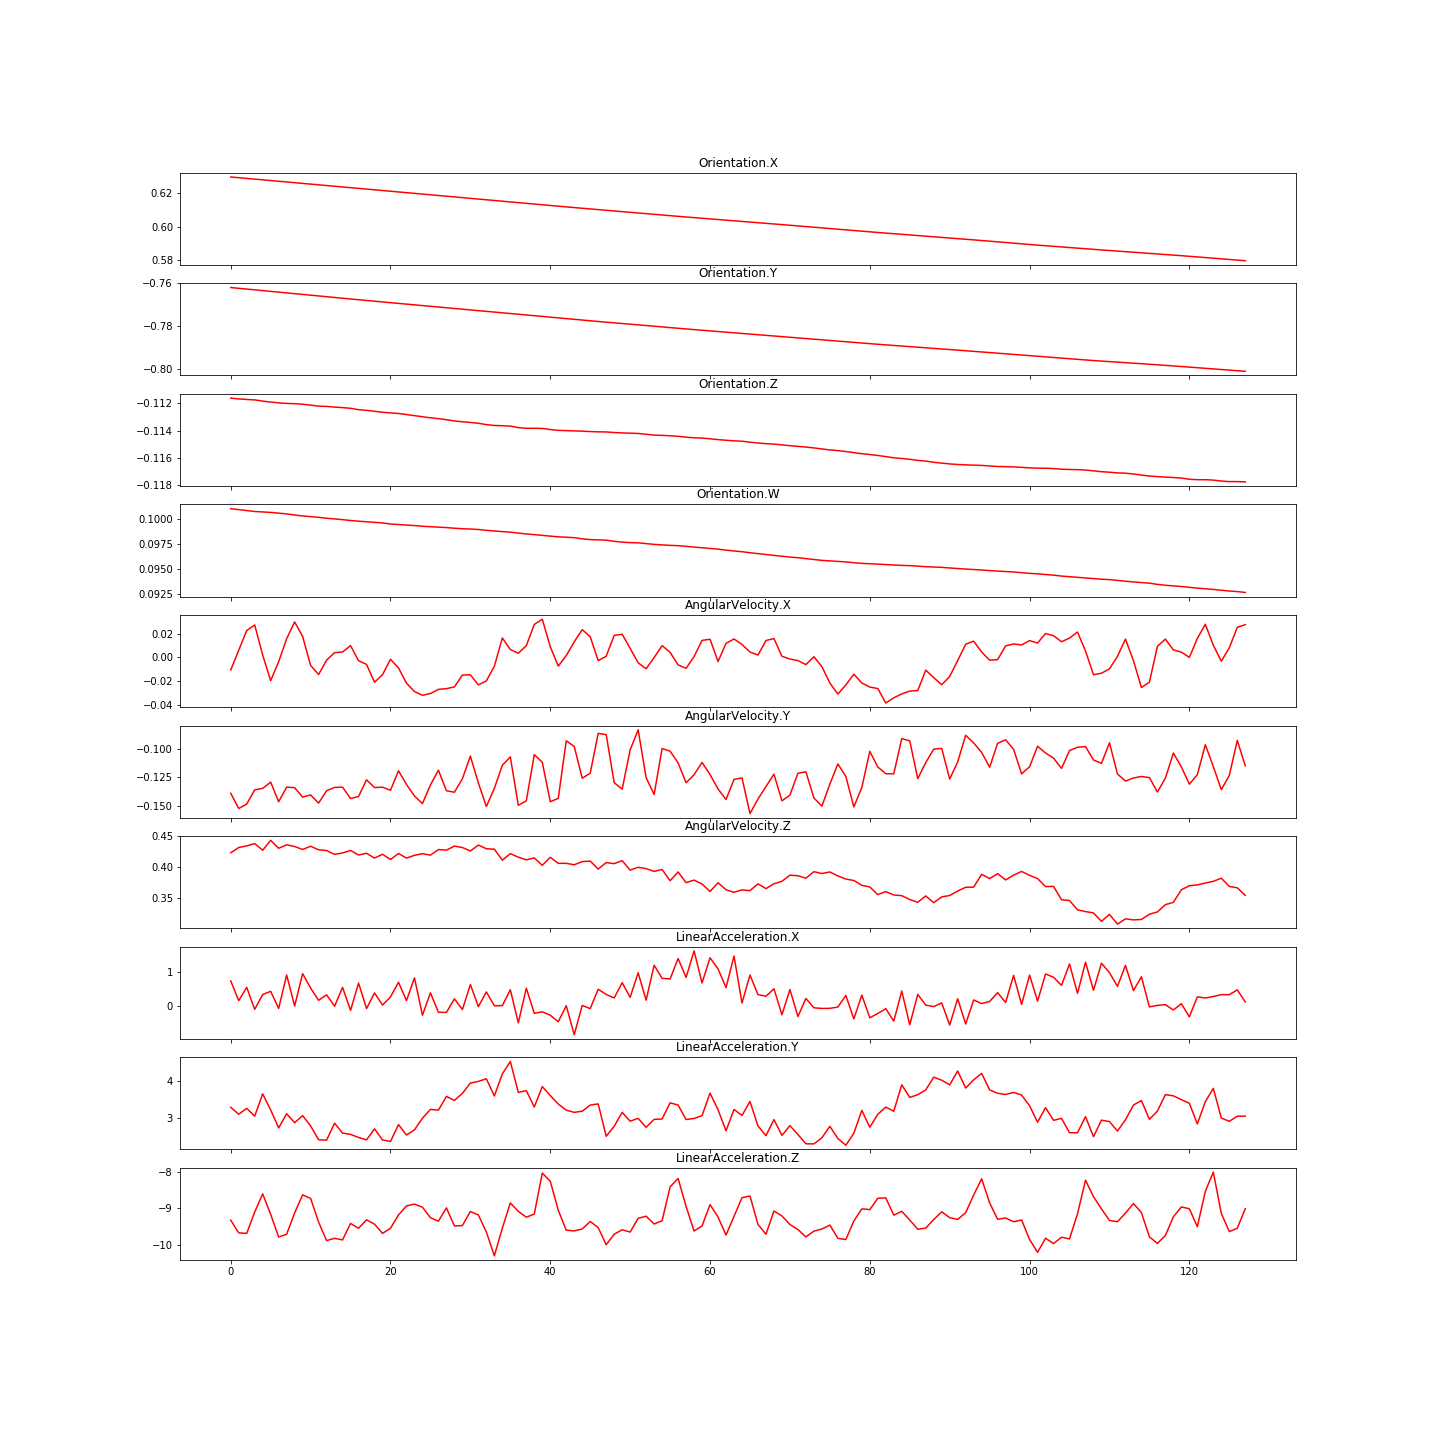 Orientation.X
0.62
0.60
0.58
Orientation.Y
−0.76
−0.78
−0.80
Orientation.Z
−0.112
−0.114
−0.116
−0.118
Orientation.W
0.1000
0.0975
0.0950
0.0925
AngularVelocity.X
0.02
0.00
−0.02
−0.04
AngularVelocity.Y
−0.100
−0.125
−0.150
AngularVelocity.Z
0.45
0.40
0.35
LinearAcceleration.X
1
0
LinearAcceleration.Y
4
3
LinearAcceleration.Z
−8
−9
−10
0 20 40 60 80 100 120